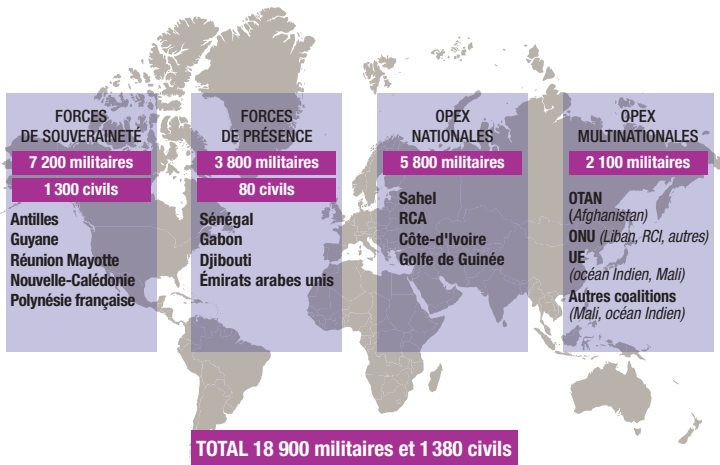 FORCES
DE SOUVERAINETÉ
7 200 militaires
1 300 civils
Antilles
Guyane
Réunion Mayotte
Nouvelle-Calédonie
Polynésie française
FORCES
DE PRÉSENCE
3 800 militaires
80 civils
Sénégal
Gabon
Djibouti
Émirats arabes unis
OPEX
NATIONALES
5 800 militaires
Sahel
RCA
Côte-d'Ivoire
Golfe de Guinée
OPEX
MULTINATIONALES
2 100 militaires
OTAN
(Afghanistan)
ONU (Liban, RCI, autres)
UE
(océan Indien, Mali)
Autres coalitions
(Mali, océan Indien)
TOTAL 18 900 militaires et 1 380 civils